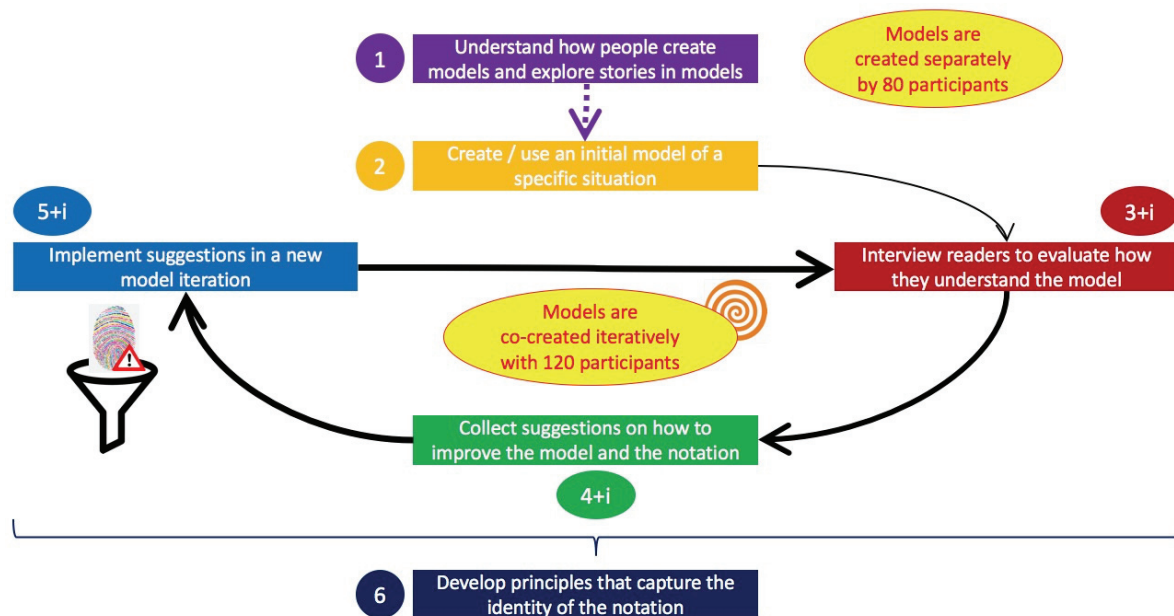 1
Understand how people create
models and explore stories in models
Models are
created separately
by 80 participants
2
Create / use an initial model of a
specific situation
5+i
3+i
Implement suggestions in a new
model iteration
Interview readers to evaluate how
they understand the model
Models are
co-created iteratively
with 120 participants
!
Collect suggestions on how to
improve the model and the notation
4+i
6
Develop principles that capture the
identity of the notation